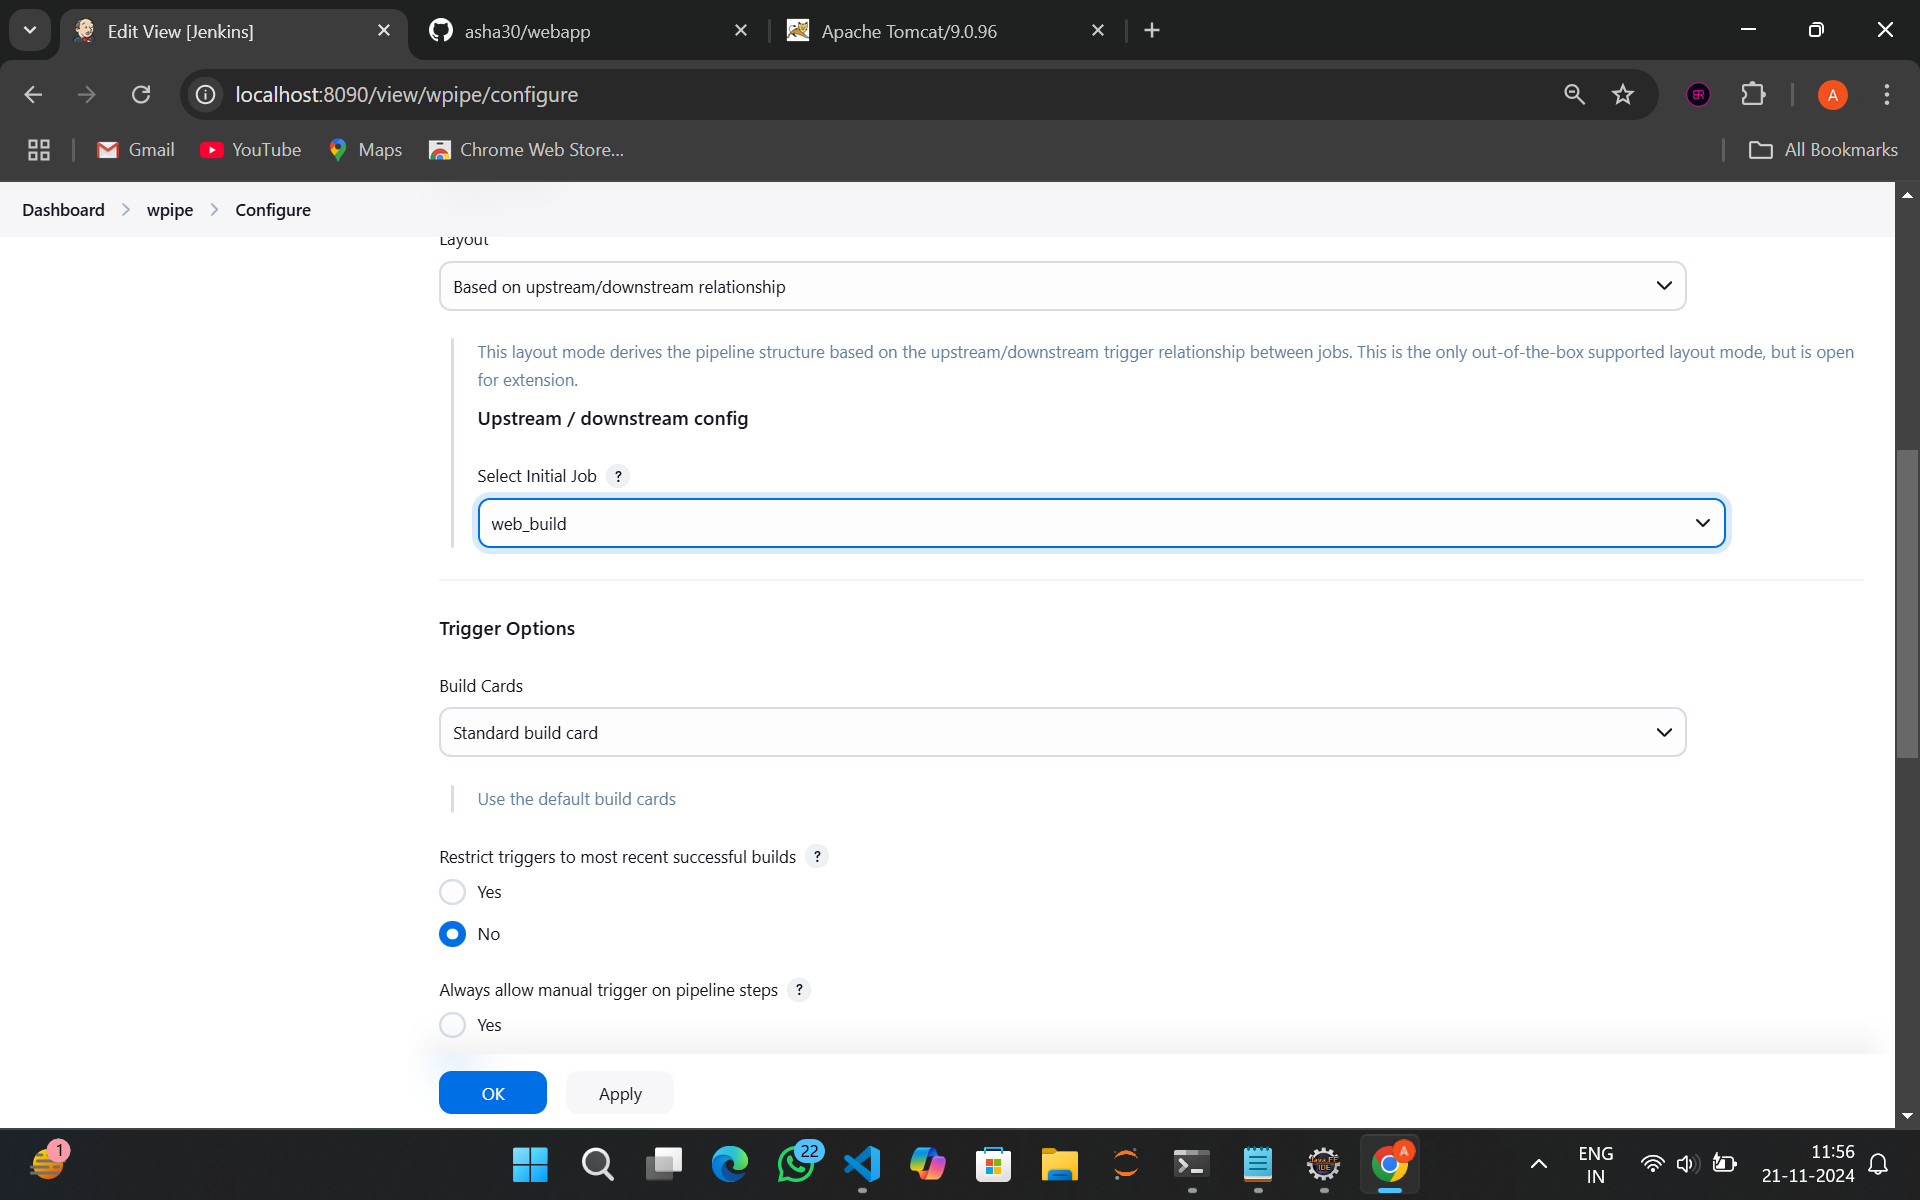 Edit View [Jenkins]
asha30/webapp
Apache Tomcat/9.0.96
localhost:8090/view/wpipe/configure
BR
A
Gmail
YouTube
Maps
Chrome Web Store...
All Bookmarks
Dashboard
wpipe
Configure
Layout
Based on upstream/downstream relationship
This layout mode derives the pipeline structure based on the upstream/downstream trigger relationship between jobs. This is the only out-of-the-box supported layout mode, but is open
for extension.
Upstream / downstream config
Select Initial Job ?
web_build
Trigger Options
Build Cards
Standard build card
Use the default build cards
Restrict triggers to most recent successful builds ?
Yes
No
Always allow manual trigger on pipeline steps ?
Yes
OK
Apply
1
22
Java EE
IDE
A
ENG
IN
11:56
21-11-2024